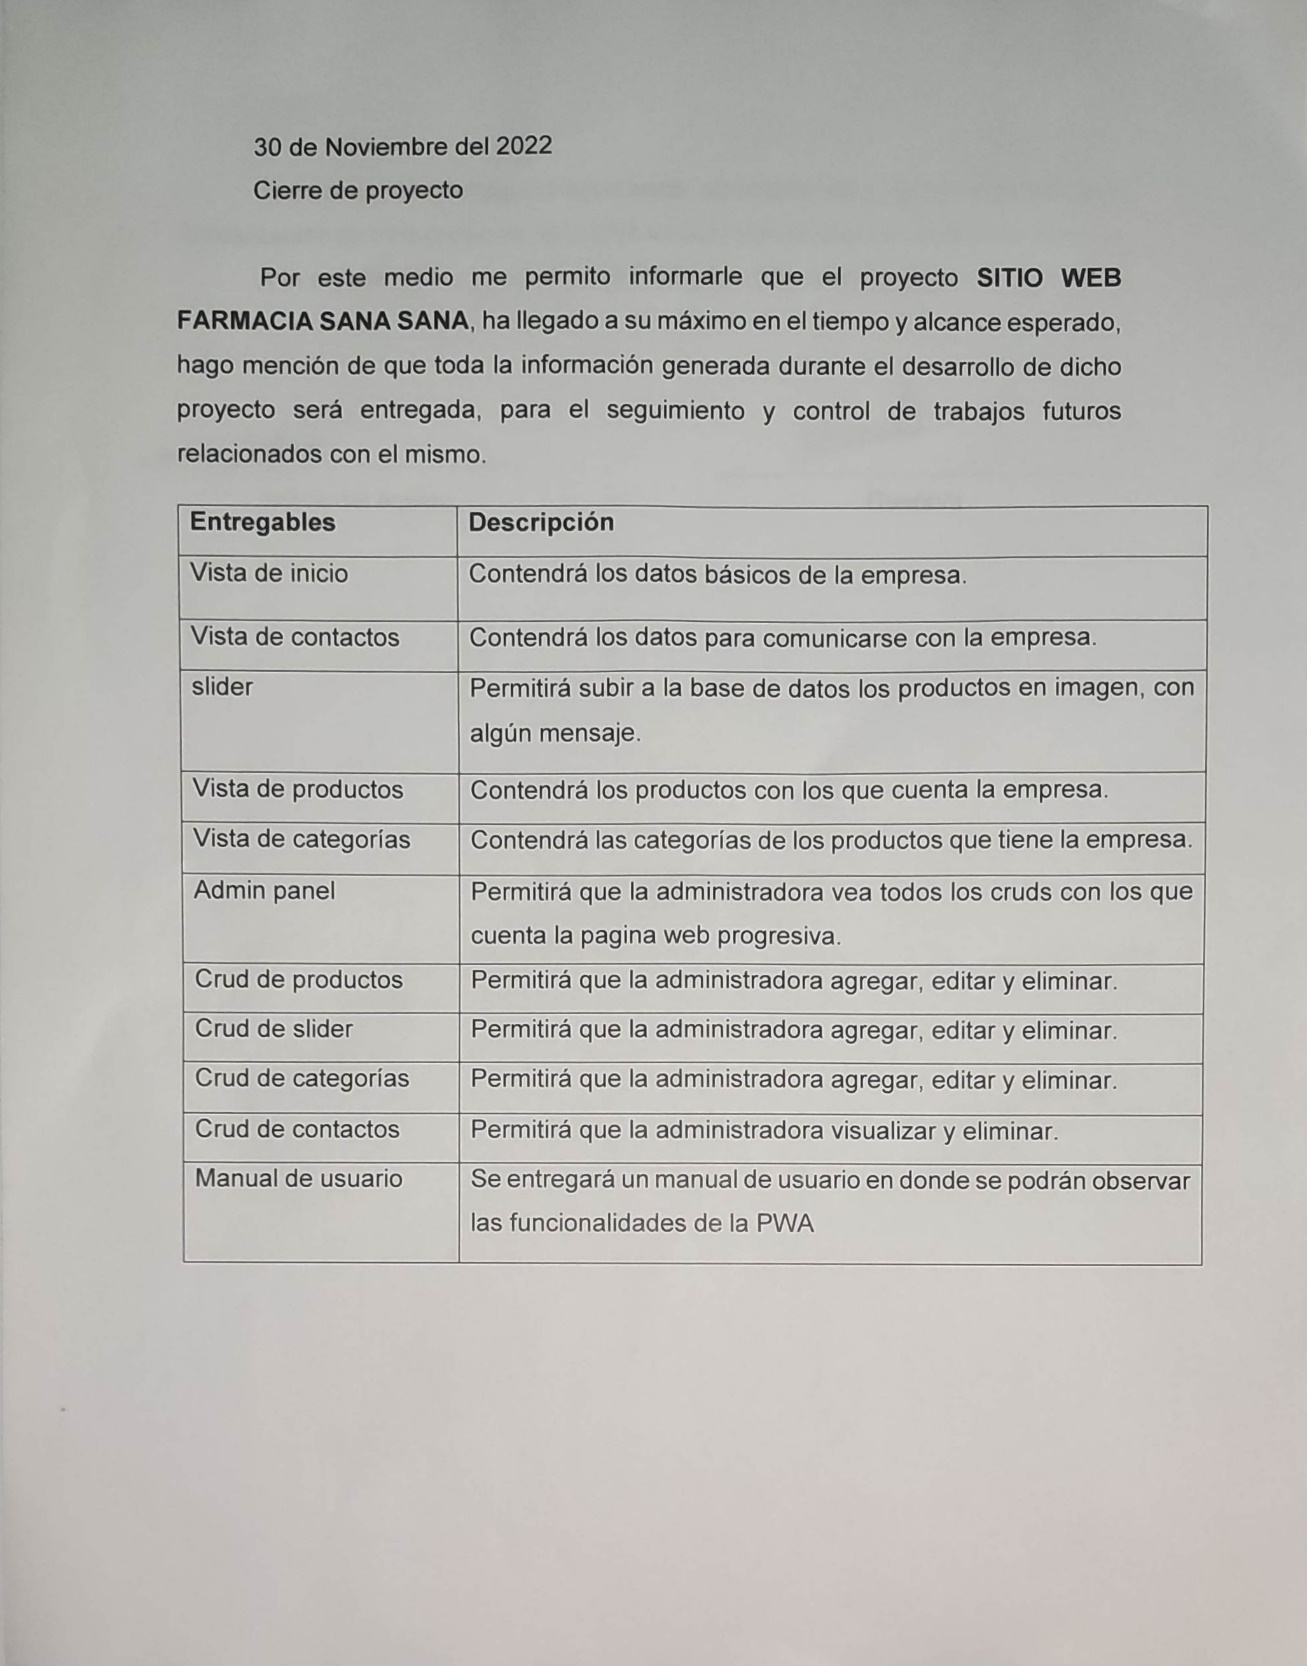 30 de Noviembre del 2022
Cierre de proyecto
Por este medio me permito informarle que el proyecto SITIO WEB
FARMACIA SANA SANA, ha llegado a su máximo en el tiempo y alcance esperado,
hago mención de que toda la información generada durante el desarrollo de dicho
proyecto será entregada, para el seguimiento y control de trabajos futuros
relacionados con el mismo.
Entregables Descripción
Vista de inicio Contendrá los datos básicos de la empresa.
Vista de contactos Contendrá los datos para comunicarse con la empresa.
slider Permitirá subir a la base de datos los productos en imagen, con
algún mensaje.
Vista de productos Contendrá los productos con los que cuenta la empresa.
Vista de categorías Contendrá las categorías de los productos que tiene la empresa.
Admin panel Permitirá que la administradora vea todos los cruds con los que
cuenta la pagina web progresiva.
Crud de productos Permitirá que la administradora agregar, editar y eliminar.
Crud de slider Permitirá que la administradora agregar, editar y eliminar.
Crud de categorías Permitirá que la administradora agregar, editar y eliminar.
Crud de contactos Permitirá que la administradora visualizar y eliminar.
Manual de usuario Se entregará un manual de usuario en donde se podrán observar
las funcionalidades de la PWA